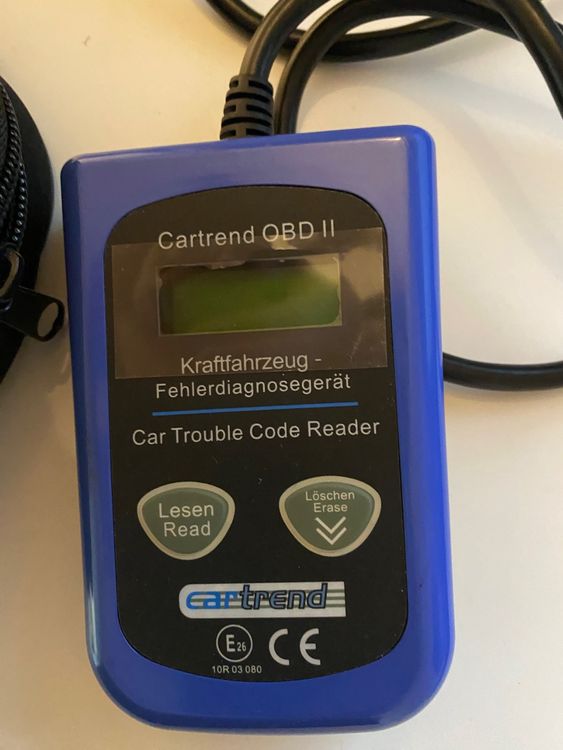 Cartrend OBD II
Kraftfahrzeug -
Fehlerdiagnosegerät
Car Trouble Code Reader
Lesen
Read
Löschen
Erase
cartrend
E26 CE
10R 03 080